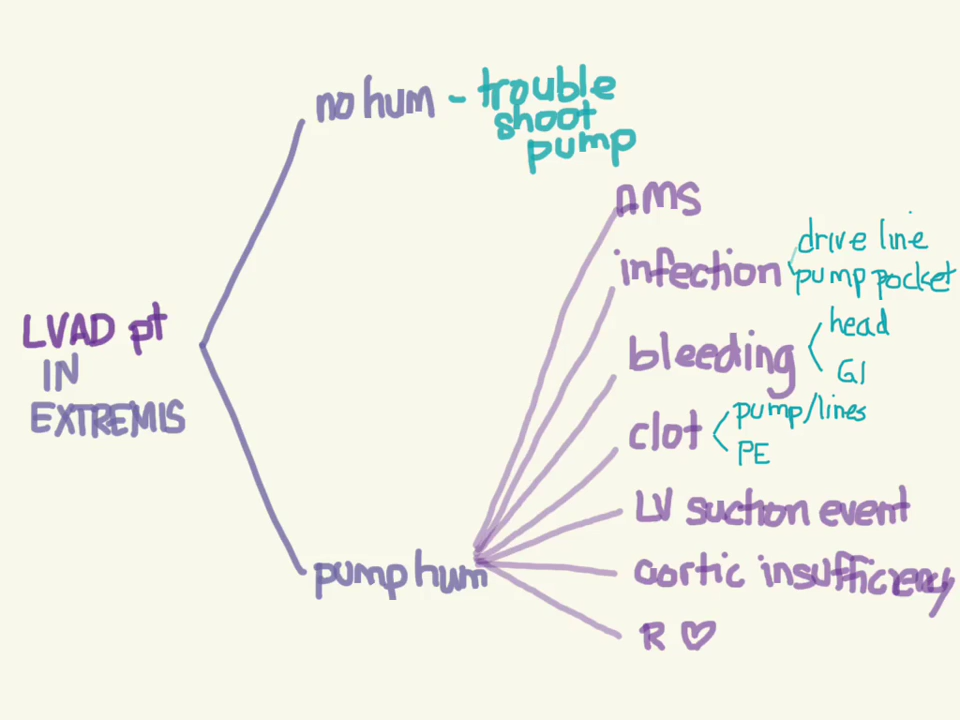 no hum - trouble
shoot
pump
AMS
infection
drive line
pump pocket
LVAD pt
IN
EXTREMIS
bleeding
head
GI
clot
pump/lines
PE
LV suction event
pump hum
aortic insufficiency
R ♡